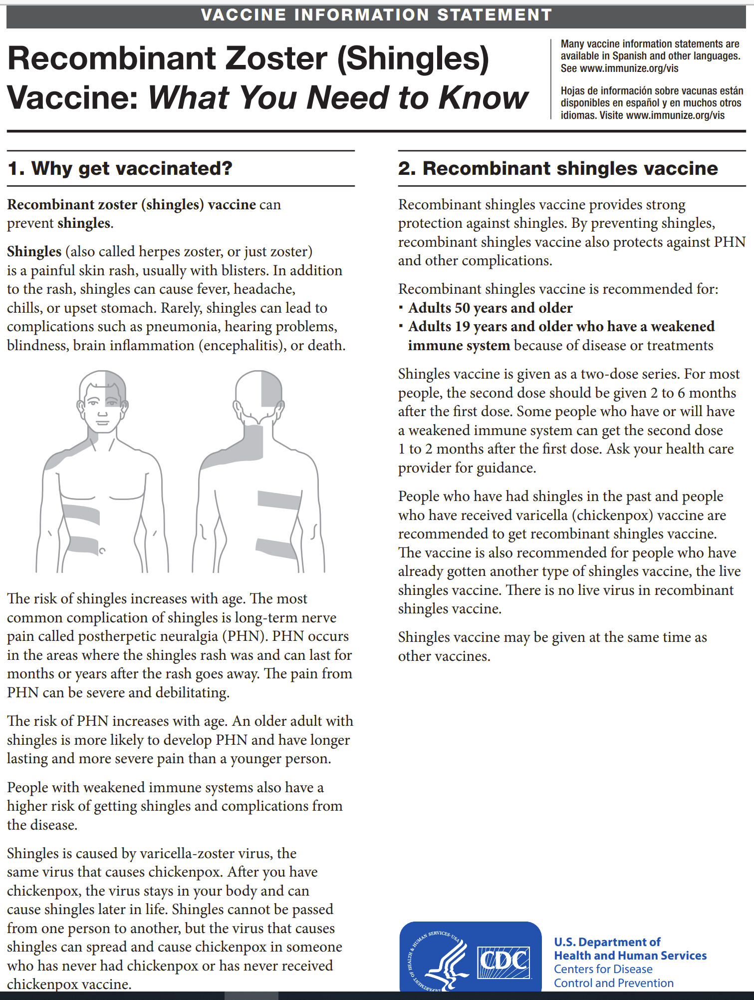 VACCINE INFORMATION STATEMENT
Recombinant Zoster (Shingles)
Vaccine: What You Need to Know
Many vaccine information statements are
available in Spanish and other languages.
See www.immunize.org/vis
Hojas de información sobre vacunas están
disponibles en español y en muchos otros
idiomas. Visite www.immunize.org/vis
1. Why get vaccinated?
Recombinant zoster (shingles) vaccine can
prevent shingles.
Shingles (also called herpes zoster, or just zoster)
is a painful skin rash, usually with blisters. In addition
to the rash, shingles can cause fever, headache,
chills, or upset stomach. Rarely, shingles can lead to
complications such as pneumonia, hearing problems,
blindness, brain inflammation (encephalitis), or death.
The risk of shingles increases with age. The most
common complication of shingles is long-term nerve
pain called postherpetic neuralgia (PHN). PHN occurs
in the areas where the shingles rash was and can last for
months or years after the rash goes away. The pain from
PHN can be severe and debilitating.
The risk of PHN increases with age. An older adult with
shingles is more likely to develop PHN and have longer
lasting and more severe pain than a younger person.
People with weakened immune systems also have a
higher risk of getting shingles and complications from
the disease.
Shingles is caused by varicella-zoster virus, the
same virus that causes chickenpox. After you have
chickenpox, the virus stays in your body and can
cause shingles later in life. Shingles cannot be passed
from one person to another, but the virus that causes
shingles can spread and cause chickenpox in someone
who has never had chickenpox or has never received
chickenpox vaccine.
2. Recombinant shingles vaccine
Recombinant shingles vaccine provides strong
protection against shingles. By preventing shingles,
recombinant shingles vaccine also protects against PHN
and other complications.
Recombinant shingles vaccine is recommended for:
▪ Adults 50 years and older
▪ Adults 19 years and older who have a weakened
immune system because of disease or treatments
Shingles vaccine is given as a two-dose series. For most
people, the second dose should be given 2 to 6 months
after the first dose. Some people who have or will have
a weakened immune system can get the second dose
1 to 2 months after the first dose. Ask your health care
provider for guidance.
People who have had shingles in the past and people
who have received varicella (chickenpox) vaccine are
recommended to get recombinant shingles vaccine.
The vaccine is also recommended for people who have
already gotten another type of shingles vaccine, the live
shingles vaccine. There is no live virus in recombinant
shingles vaccine.
Shingles vaccine may be given at the same time as
other vaccines.
DEPARTMENT OF HEALTH & HUMAN SERVICES · USA
CDC
U.S. Department of
Health and Human Services
Centers for Disease
Control and Prevention